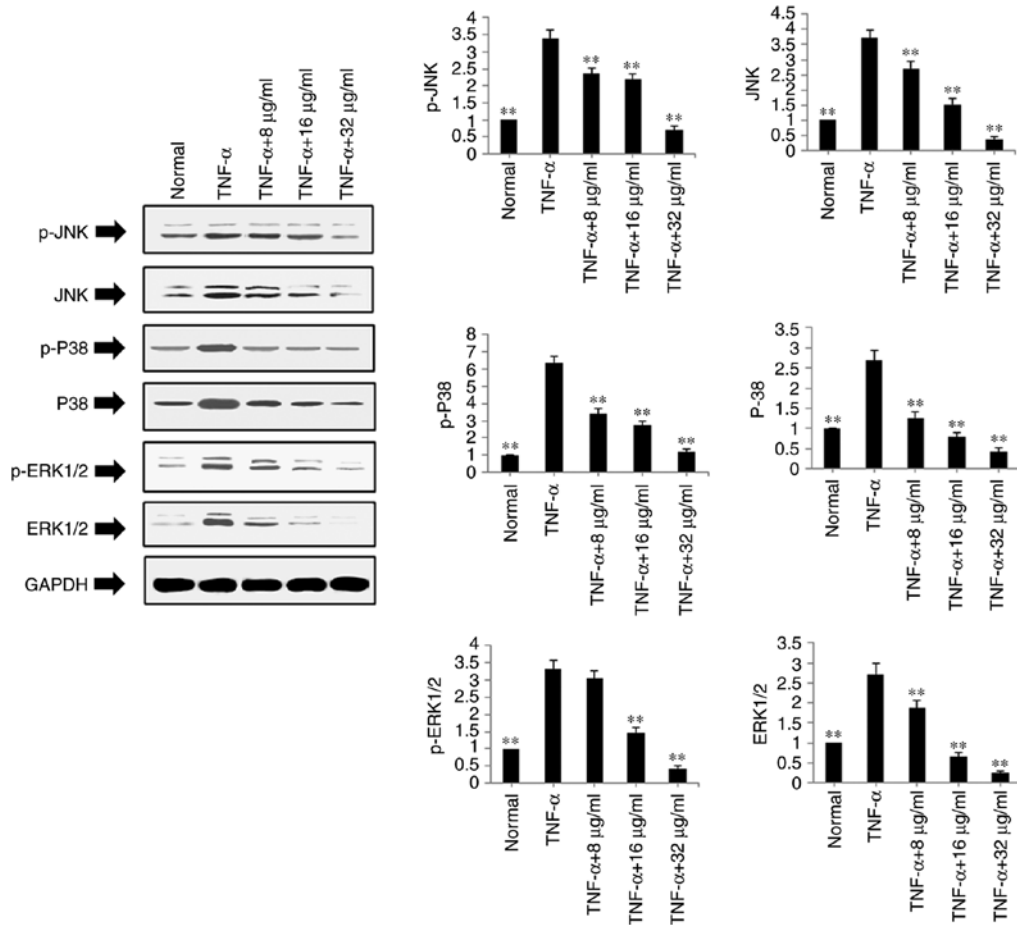 Normal
TNF-α
TNF-α+8 μg/ml
TNF-α+16 μg/ml
TNF-α+32 μg/ml
p-JNK
JNK
p-P38
P38
p-ERK1/2
ERK1/2
GAPDH
p-JNK
4
3.5
3
2.5
2
1.5
1
0.5
0
**
**
**
**
Normal
TNF-α
TNF-α+8 μg/ml
TNF-α+16 μg/ml
TNF-α+32 μg/ml
JNK
4.5
4
3.5
3
2.5
2
1.5
1
0.5
0
**
**
**
**
Normal
TNF-α
TNF-α+8 μg/ml
TNF-α+16 μg/ml
TNF-α+32 μg/ml
p-P38
8
7
6
5
4
3
2
1
0
**
**
**
**
Normal
TNF-α
TNF-α+8 μg/ml
TNF-α+16 μg/ml
TNF-α+32 μg/ml
P-38
3.5
3
2.5
2
1.5
1
0.5
0
**
**
**
**
Normal
TNF-α
TNF-α+8 μg/ml
TNF-α+16 μg/ml
TNF-α+32 μg/ml
p-ERK1/2
4
3.5
3
2.5
2
1.5
1
0.5
0
**
**
**
Normal
TNF-α
TNF-α+8 μg/ml
TNF-α+16 μg/ml
TNF-α+32 μg/ml
ERK1/2
3.5
3
2.5
2
1.5
1
0.5
0
**
**
**
**
Normal
TNF-α
TNF-α+8 μg/ml
TNF-α+16 μg/ml
TNF-α+32 μg/ml